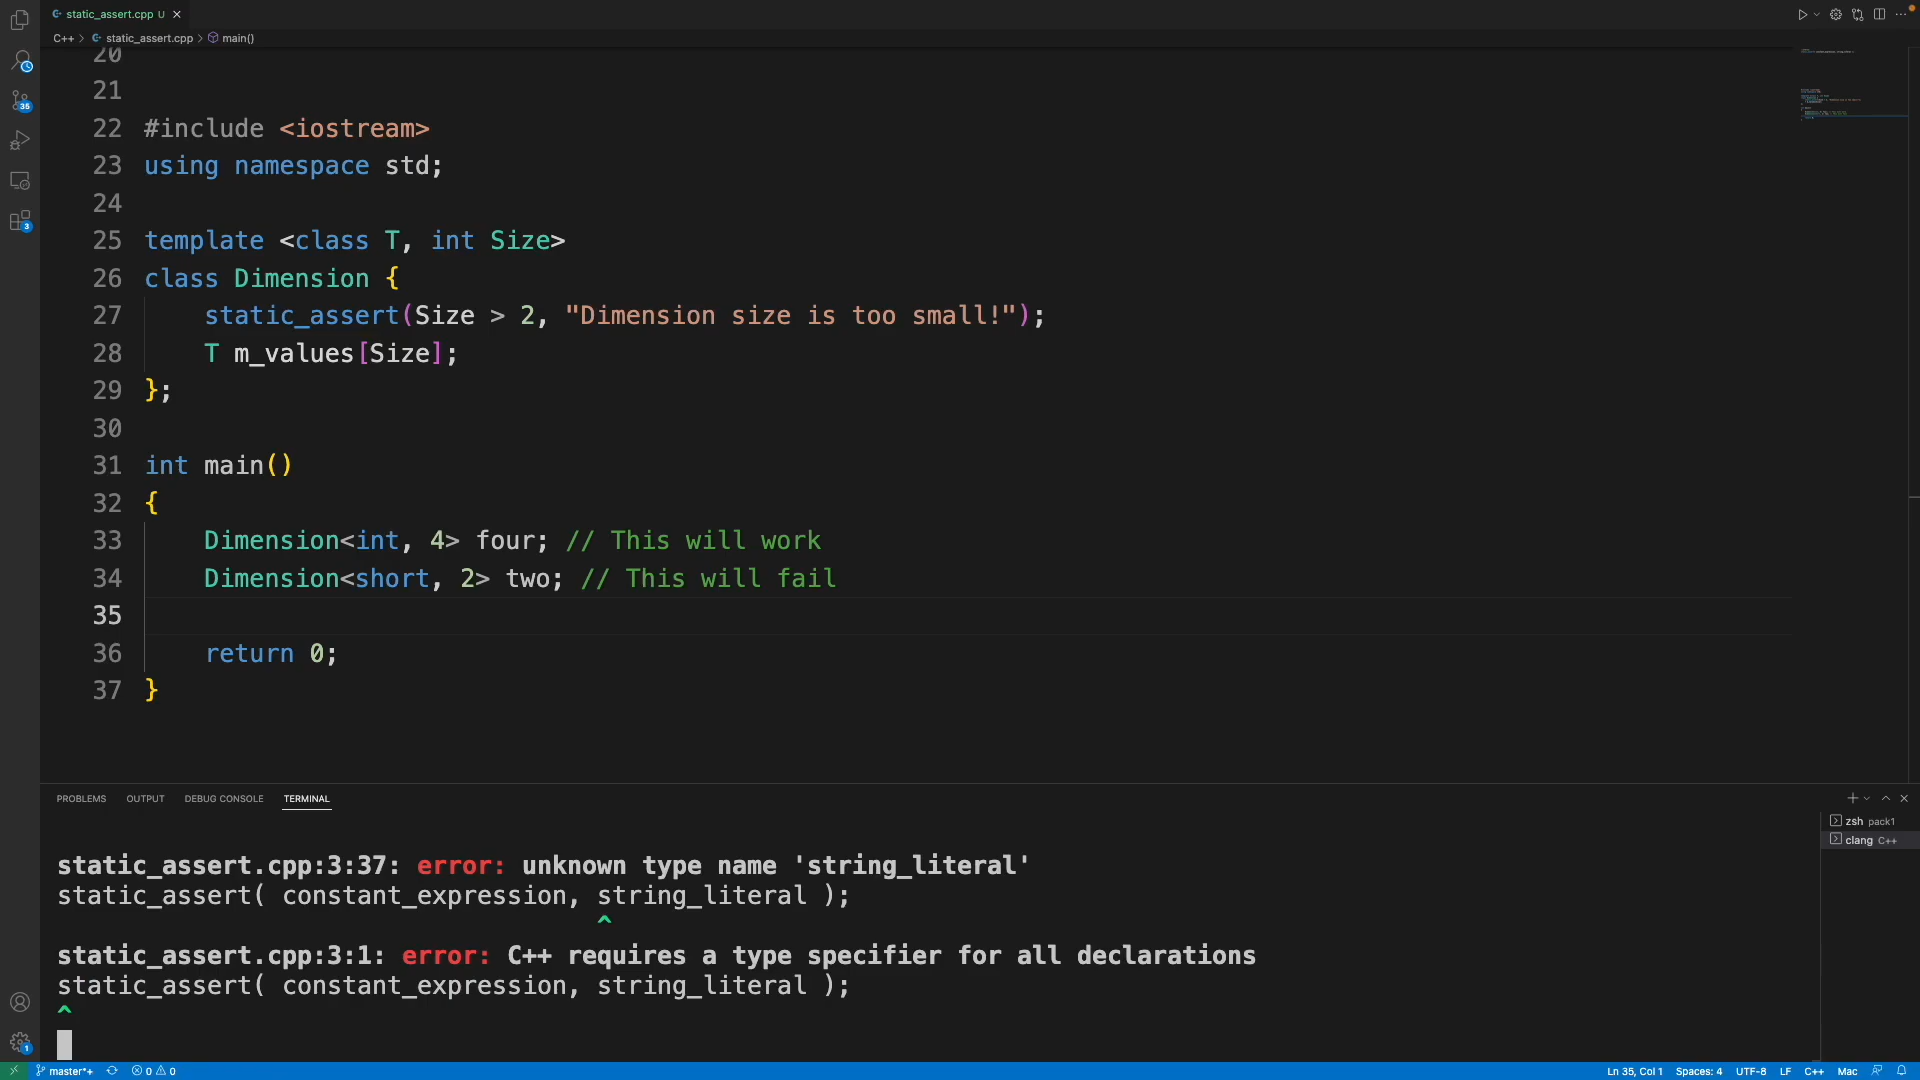 static_assert.cpp U
C++ > static_assert.cpp > main()
20
21
22 #include <iostream>
23 using namespace std;
24
25 template <class T, int Size>
26 class Dimension {
27 static_assert(Size > 2, "Dimension size is too small!");
28 T m_values[Size];
29 };
30
31 int main()
32 {
33 Dimension<int, 4> four; // This will work
34 Dimension<short, 2> two; // This will fail
35
36 return 0;
37 }
35
3
1
PROBLEMS OUTPUT DEBUG CONSOLE TERMINAL
zsh pack1
clang C++
static_assert.cpp:3:37: error: unknown type name 'string_literal'
static_assert( constant_expression, string_literal );
^
static_assert.cpp:3:1: error: C++ requires a type specifier for all declarations
static_assert( constant_expression, string_literal );
^
master*+ 0 0 Ln 35, Col 1 Spaces: 4 UTF-8 LF C++ Mac